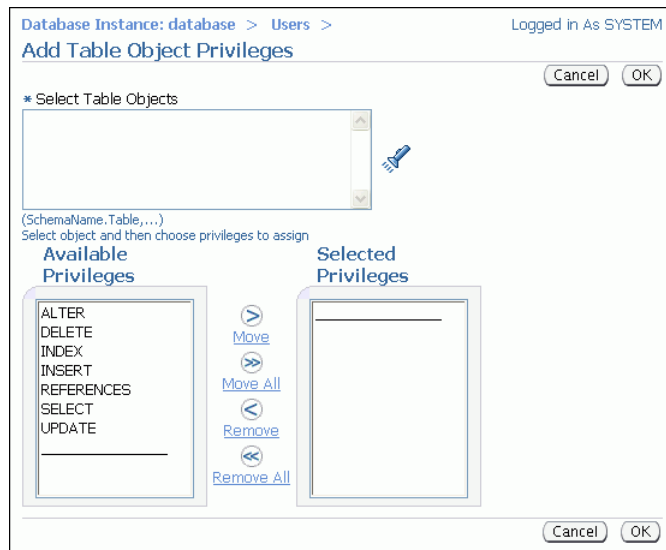 Database Instance: database > Users >
Logged in As SYSTEM
Add Table Object Privileges
Cancel OK
* Select Table Objects
(SchemaName.Table,...)
Select object and then choose privileges to assign
Available Privileges
Selected Privileges
ALTER
DELETE
INDEX
INSERT
REFERENCES
SELECT
UPDATE
Move
Move All
Remove
Remove All
Cancel OK